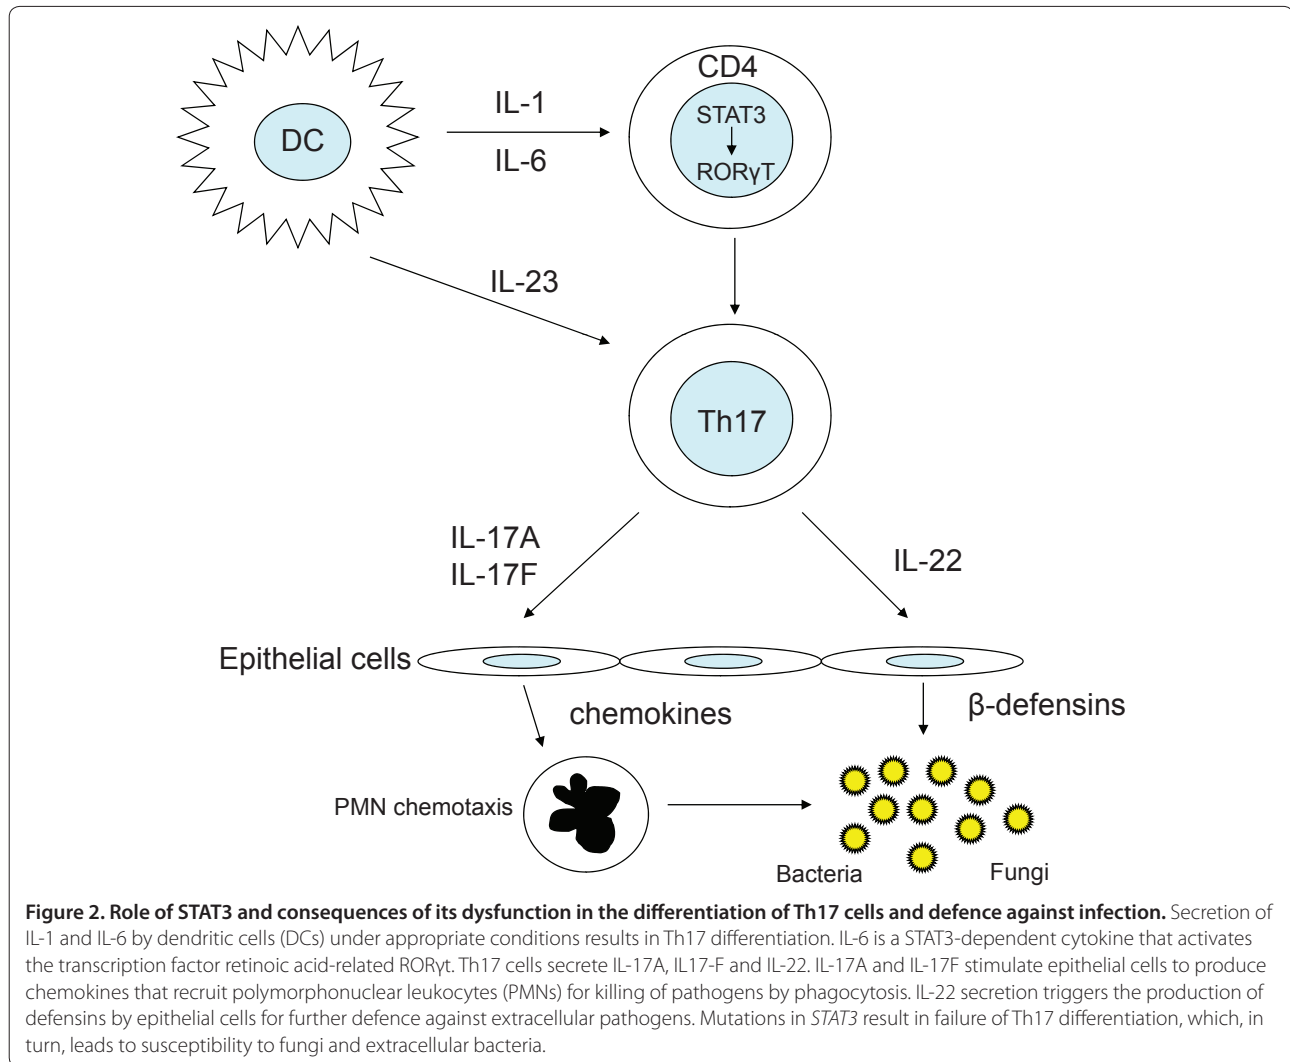 CD4
IL-1
STAT3
DC
IL-6
RORγT
IL-23
Th17
IL-17A
IL-17F
IL-22
Epithelial cells
chemokines
β-defensins
PMN chemotaxis
Bacteria
Fungi
Figure 2. Role of STAT3 and consequences of its dysfunction in the differentiation of Th17 cells and defence against infection. Secretion of
IL-1 and IL-6 by dendritic cells (DCs) under appropriate conditions results in Th17 differentiation. IL-6 is a STAT3-dependent cytokine that activates
the transcription factor retinoic acid-related RORγt. Th17 cells secrete IL-17A, IL17-F and IL-22. IL-17A and IL-17F stimulate epithelial cells to produce
chemokines that recruit polymorphonuclear leukocytes (PMNs) for killing of pathogens by phagocytosis. IL-22 secretion triggers the production of
defensins by epithelial cells for further defence against extracellular pathogens. Mutations in STAT3 result in failure of Th17 differentiation, which, in
turn, leads to susceptibility to fungi and extracellular bacteria.